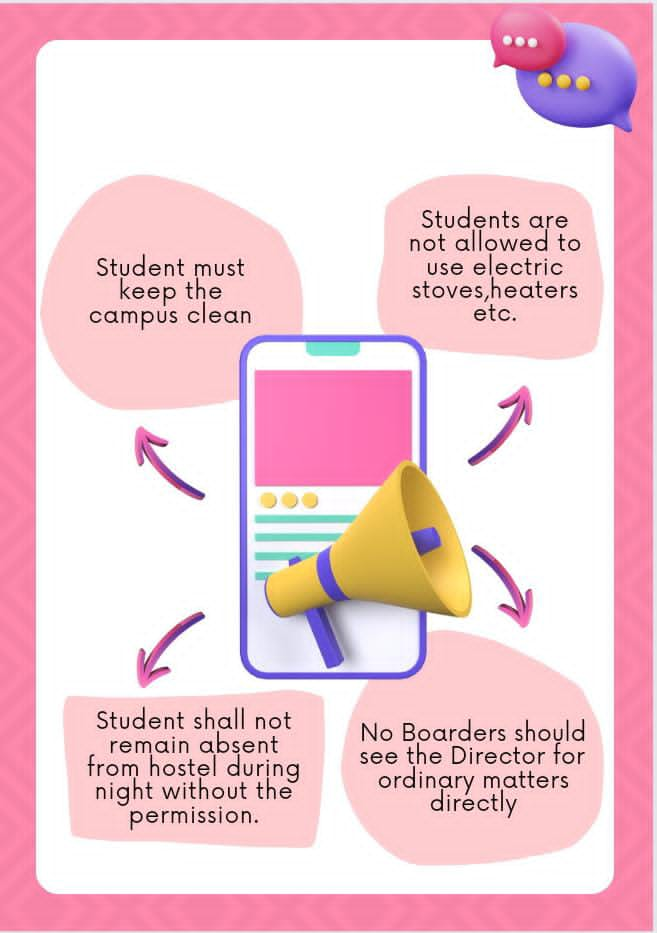 Student must
keep the
campus clean
Students are
not allowed to
use electric
stoves,heaters
etc.
Student shall not
remain absent
from hostel during
night without the
permission.
No Boarders should
see the Director for
ordinary matters
directly